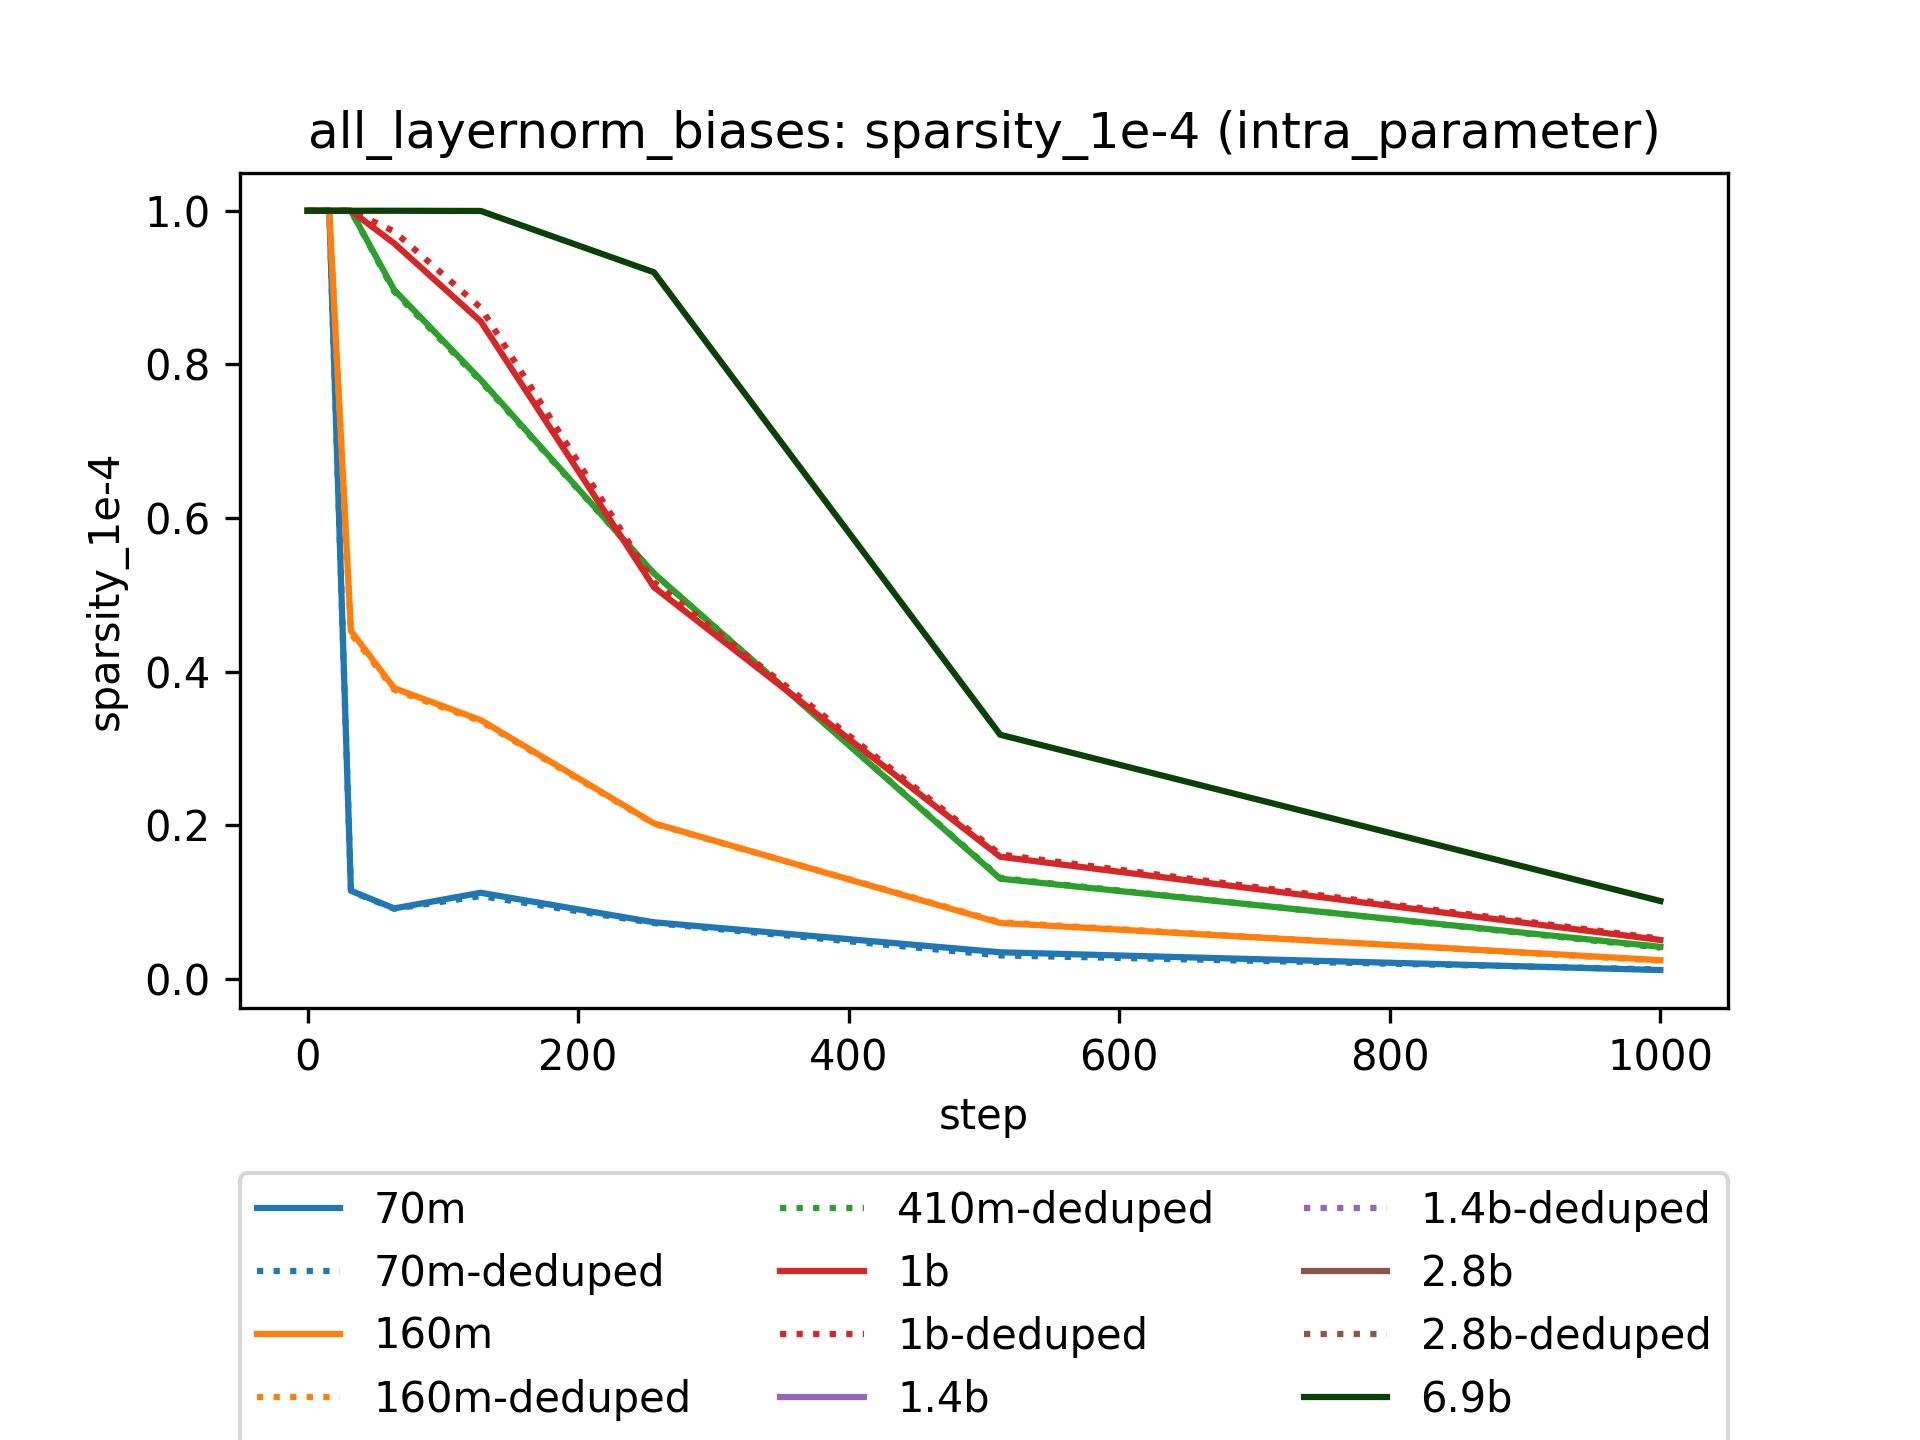 all_layernorm_biases: sparsity_1e-4 (intra_parameter)
sparsity_1e-4
1.0
0.8
0.6
0.4
0.2
0.0
0 200 400 600 800 1000
step
70m 410m-deduped 1.4b-deduped
70m-deduped 1b 2.8b
160m 1b-deduped 2.8b-deduped
160m-deduped 1.4b 6.9b